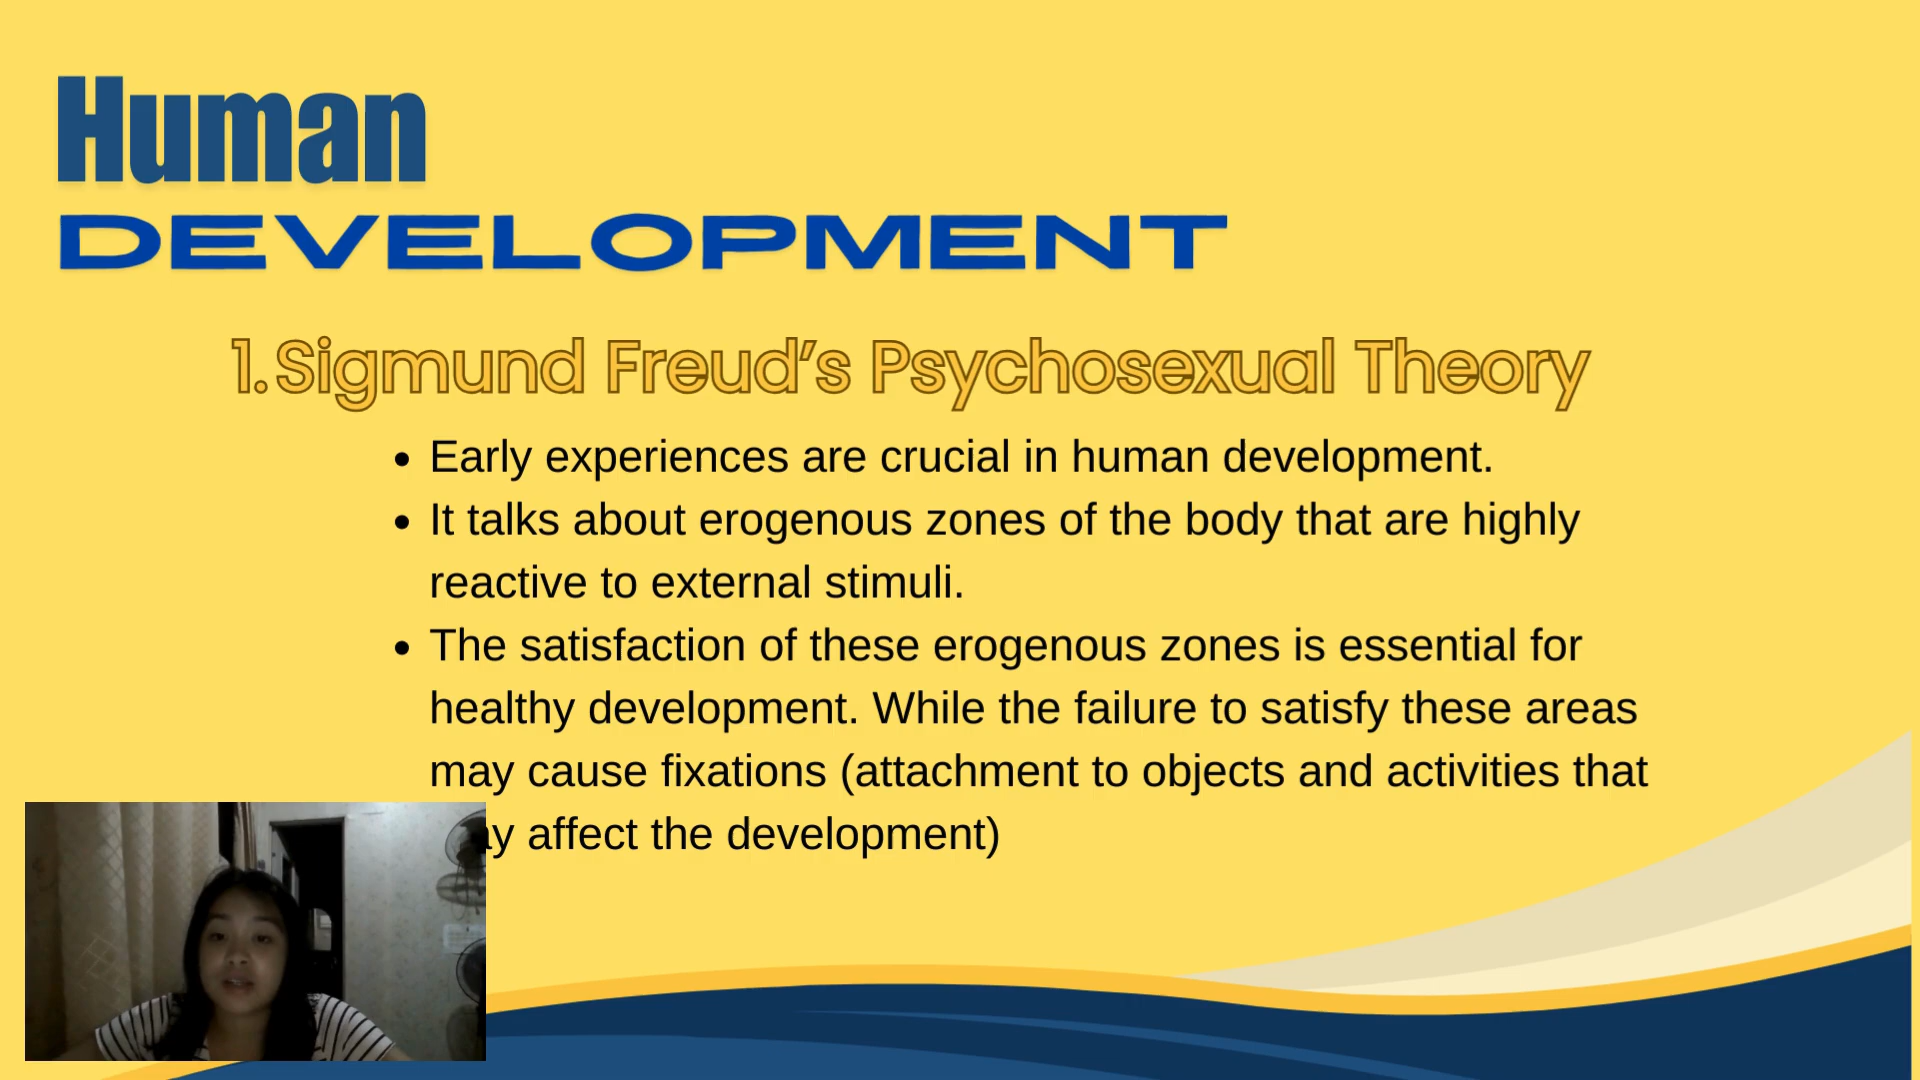 Human
DEVELOPMENT
1. Sigmund Freud's Psychosexual Theory
• Early experiences are crucial in human development.
• It talks about erogenous zones of the body that are highly
reactive to external stimuli.
• The satisfaction of these erogenous zones is essential for
healthy development. While the failure to satisfy these areas
may cause fixations (attachment to objects and activities that
affect the development)